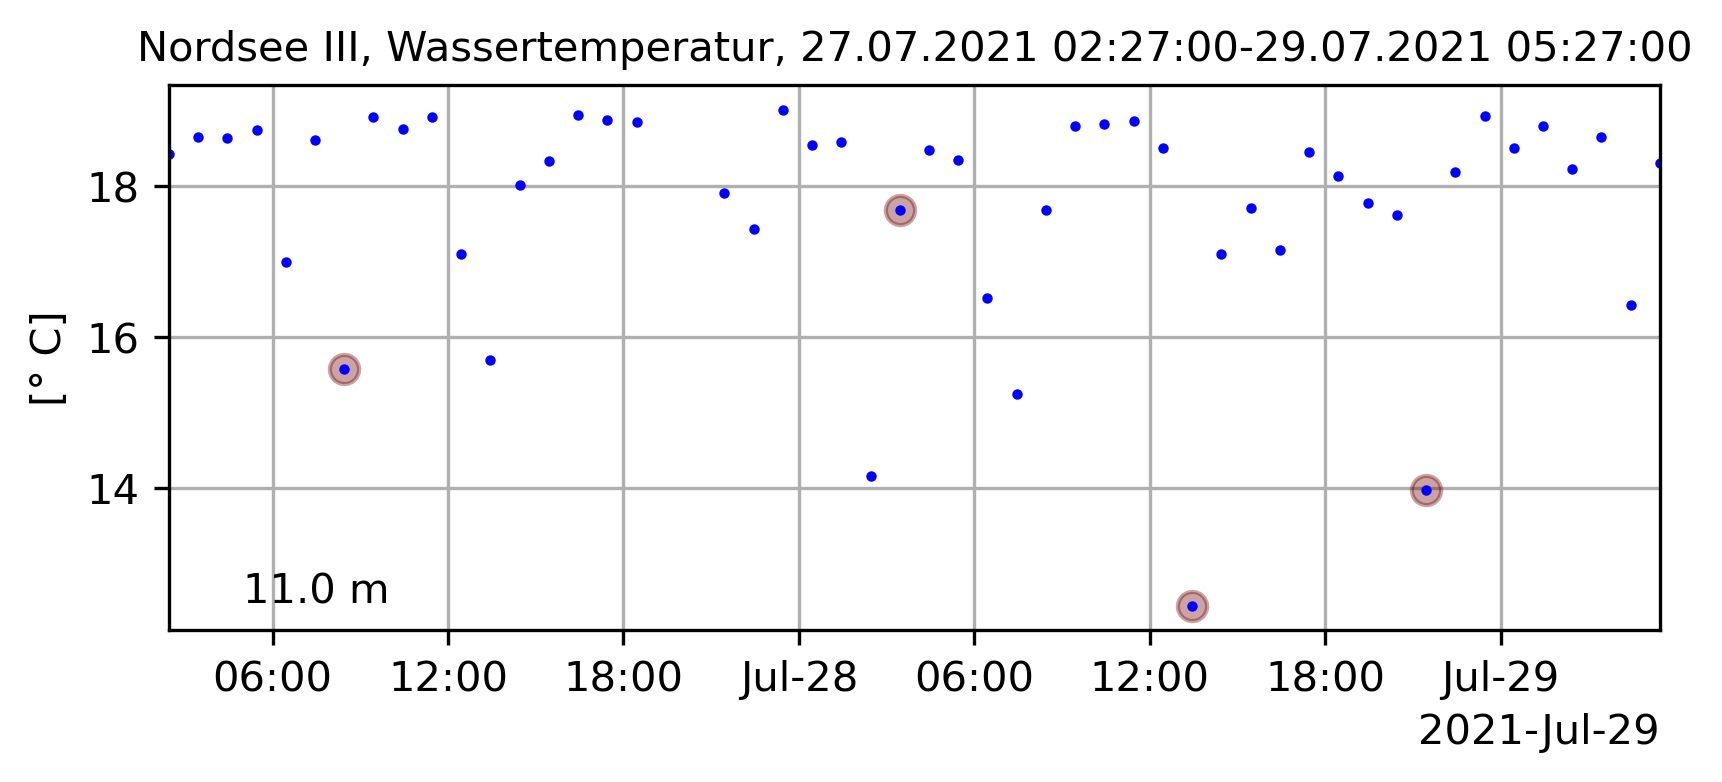 Nordsee III, Wassertemperatur, 27.07.2021 02:27:00-29.07.2021 05:27:00
[° C]
18
16
14
11.0 m
06:00 12:00 18:00 Jul-28 06:00 12:00 18:00 Jul-29
2021-Jul-29